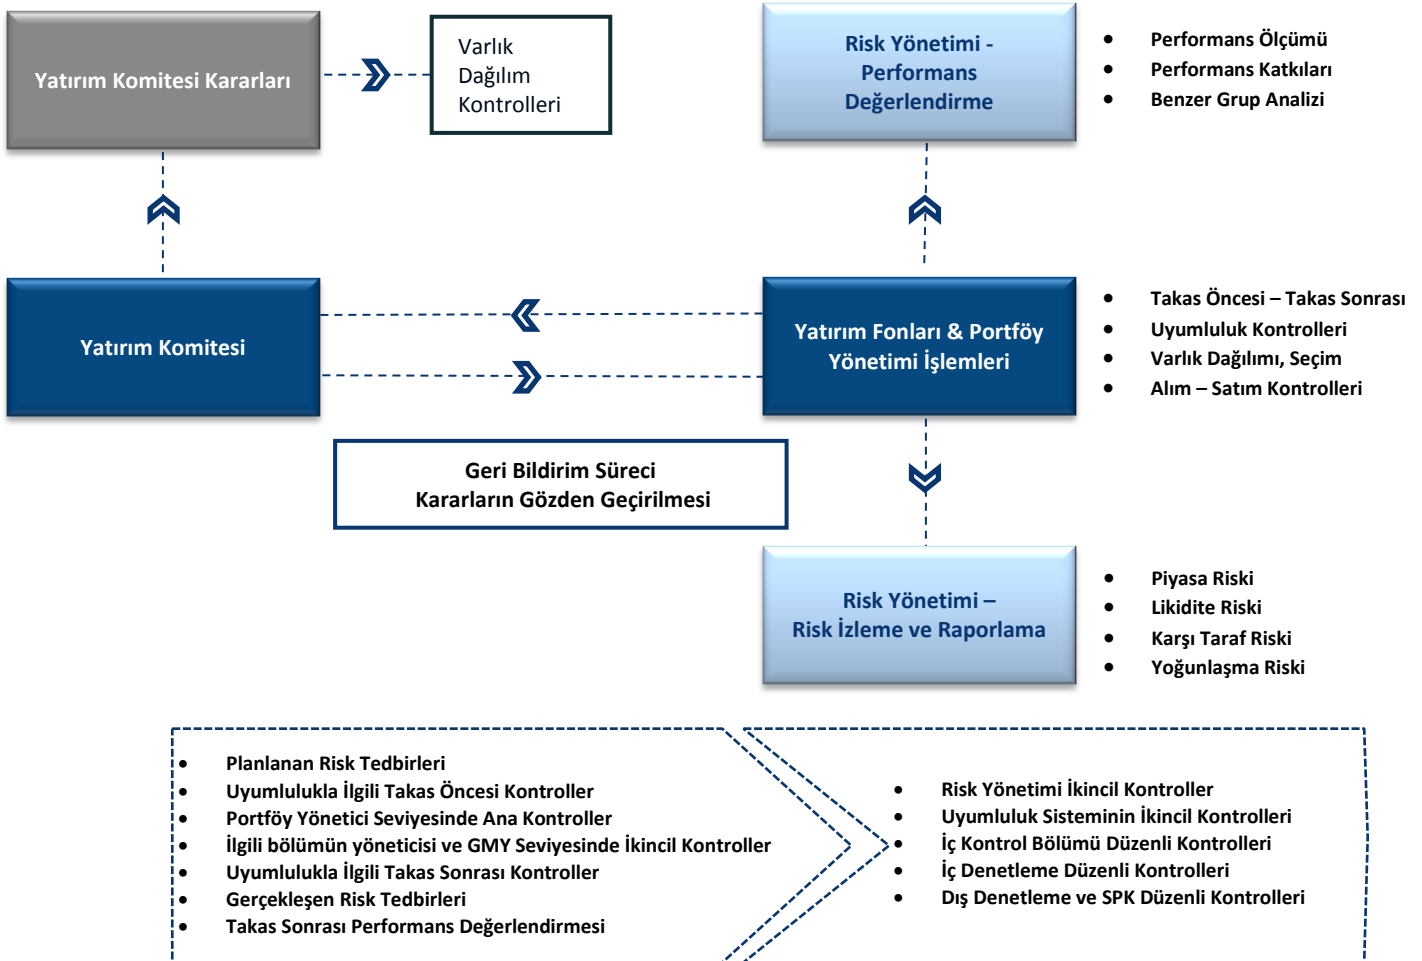 Yatırım Komitesi Kararları
Varlık
Dağılım
Kontrolleri
Risk Yönetimi -
Performans
Değerlendirme
• Performans Ölçümü
• Performans Katkıları
• Benzer Grup Analizi
Yatırım Komitesi
Yatırım Fonları & Portföy
Yönetimi İşlemleri
• Takas Öncesi – Takas Sonrası
• Uyumluluk Kontrolleri
• Varlık Dağılımı, Seçim
• Alım – Satım Kontrolleri
Geri Bildirim Süreci
Kararların Gözden Geçirilmesi
Risk Yönetimi –
Risk İzleme ve Raporlama
• Piyasa Riski
• Likidite Riski
• Karşı Taraf Riski
• Yoğunlaşma Riski
• Planlanan Risk Tedbirleri
• Uyumlulukla İlgili Takas Öncesi Kontroller
• Portföy Yönetici Seviyesinde Ana Kontroller
• İlgili bölümün yöneticisi ve GMY Seviyesinde İkincil Kontroller
• Uyumlulukla İlgili Takas Sonrası Kontroller
• Gerçekleşen Risk Tedbirleri
• Takas Sonrası Performans Değerlendirmesi
• Risk Yönetimi İkincil Kontroller
• Uyumluluk Sisteminin İkincil Kontrolleri
• İç Kontrol Bölümü Düzenli Kontrolleri
• İç Denetleme Düzenli Kontrolleri
• Dış Denetleme ve SPK Düzenli Kontrolleri